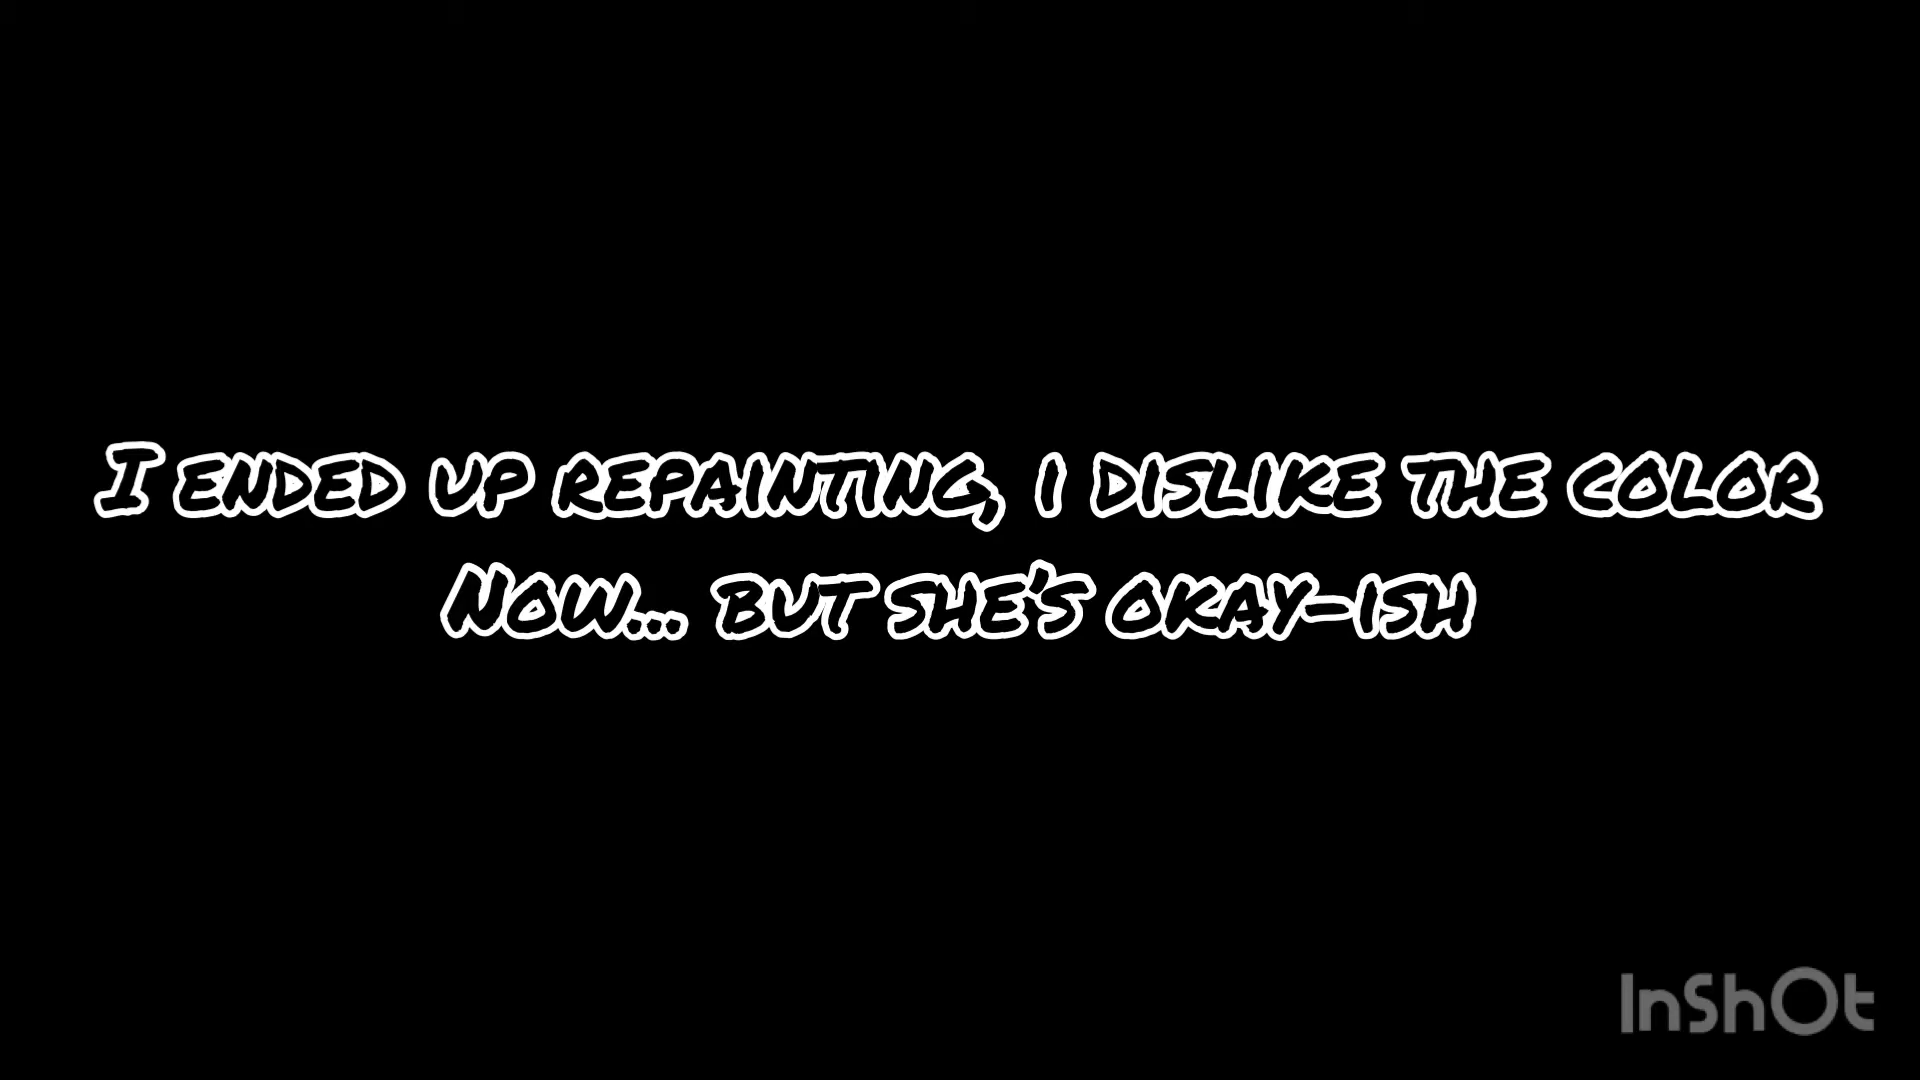 I ended up repainting, i dislike the color
Now... but she's okay-ish
InShOt